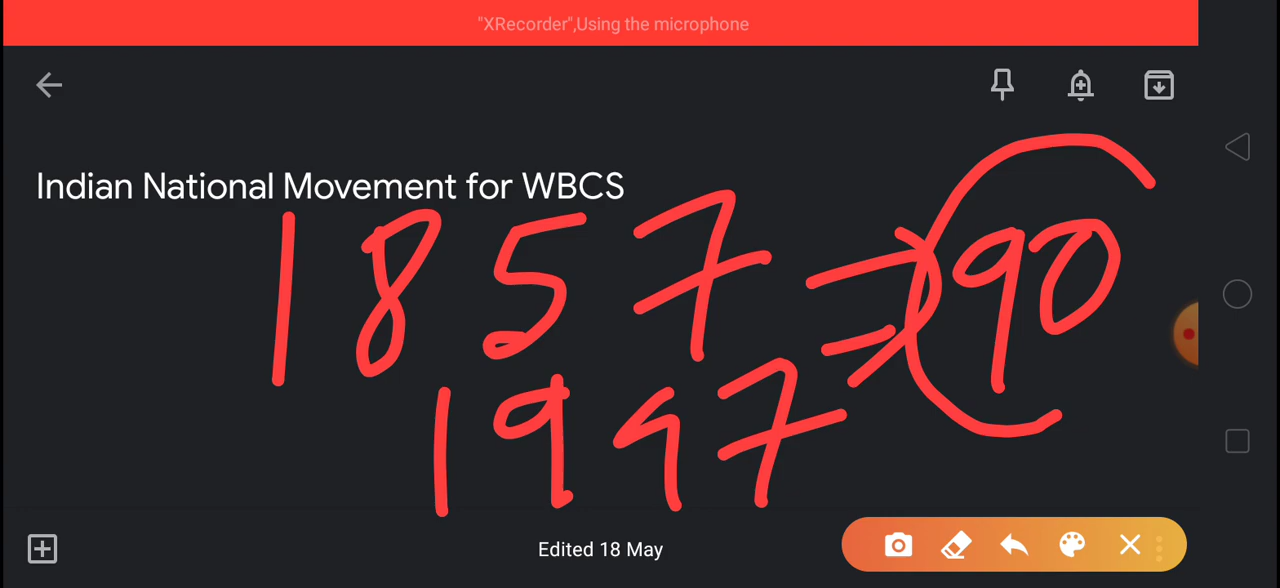 "XRecorder",Using the microphone
Indian National Movement for WBCS
1857 ⇒ 90
1947
Edited 18 May